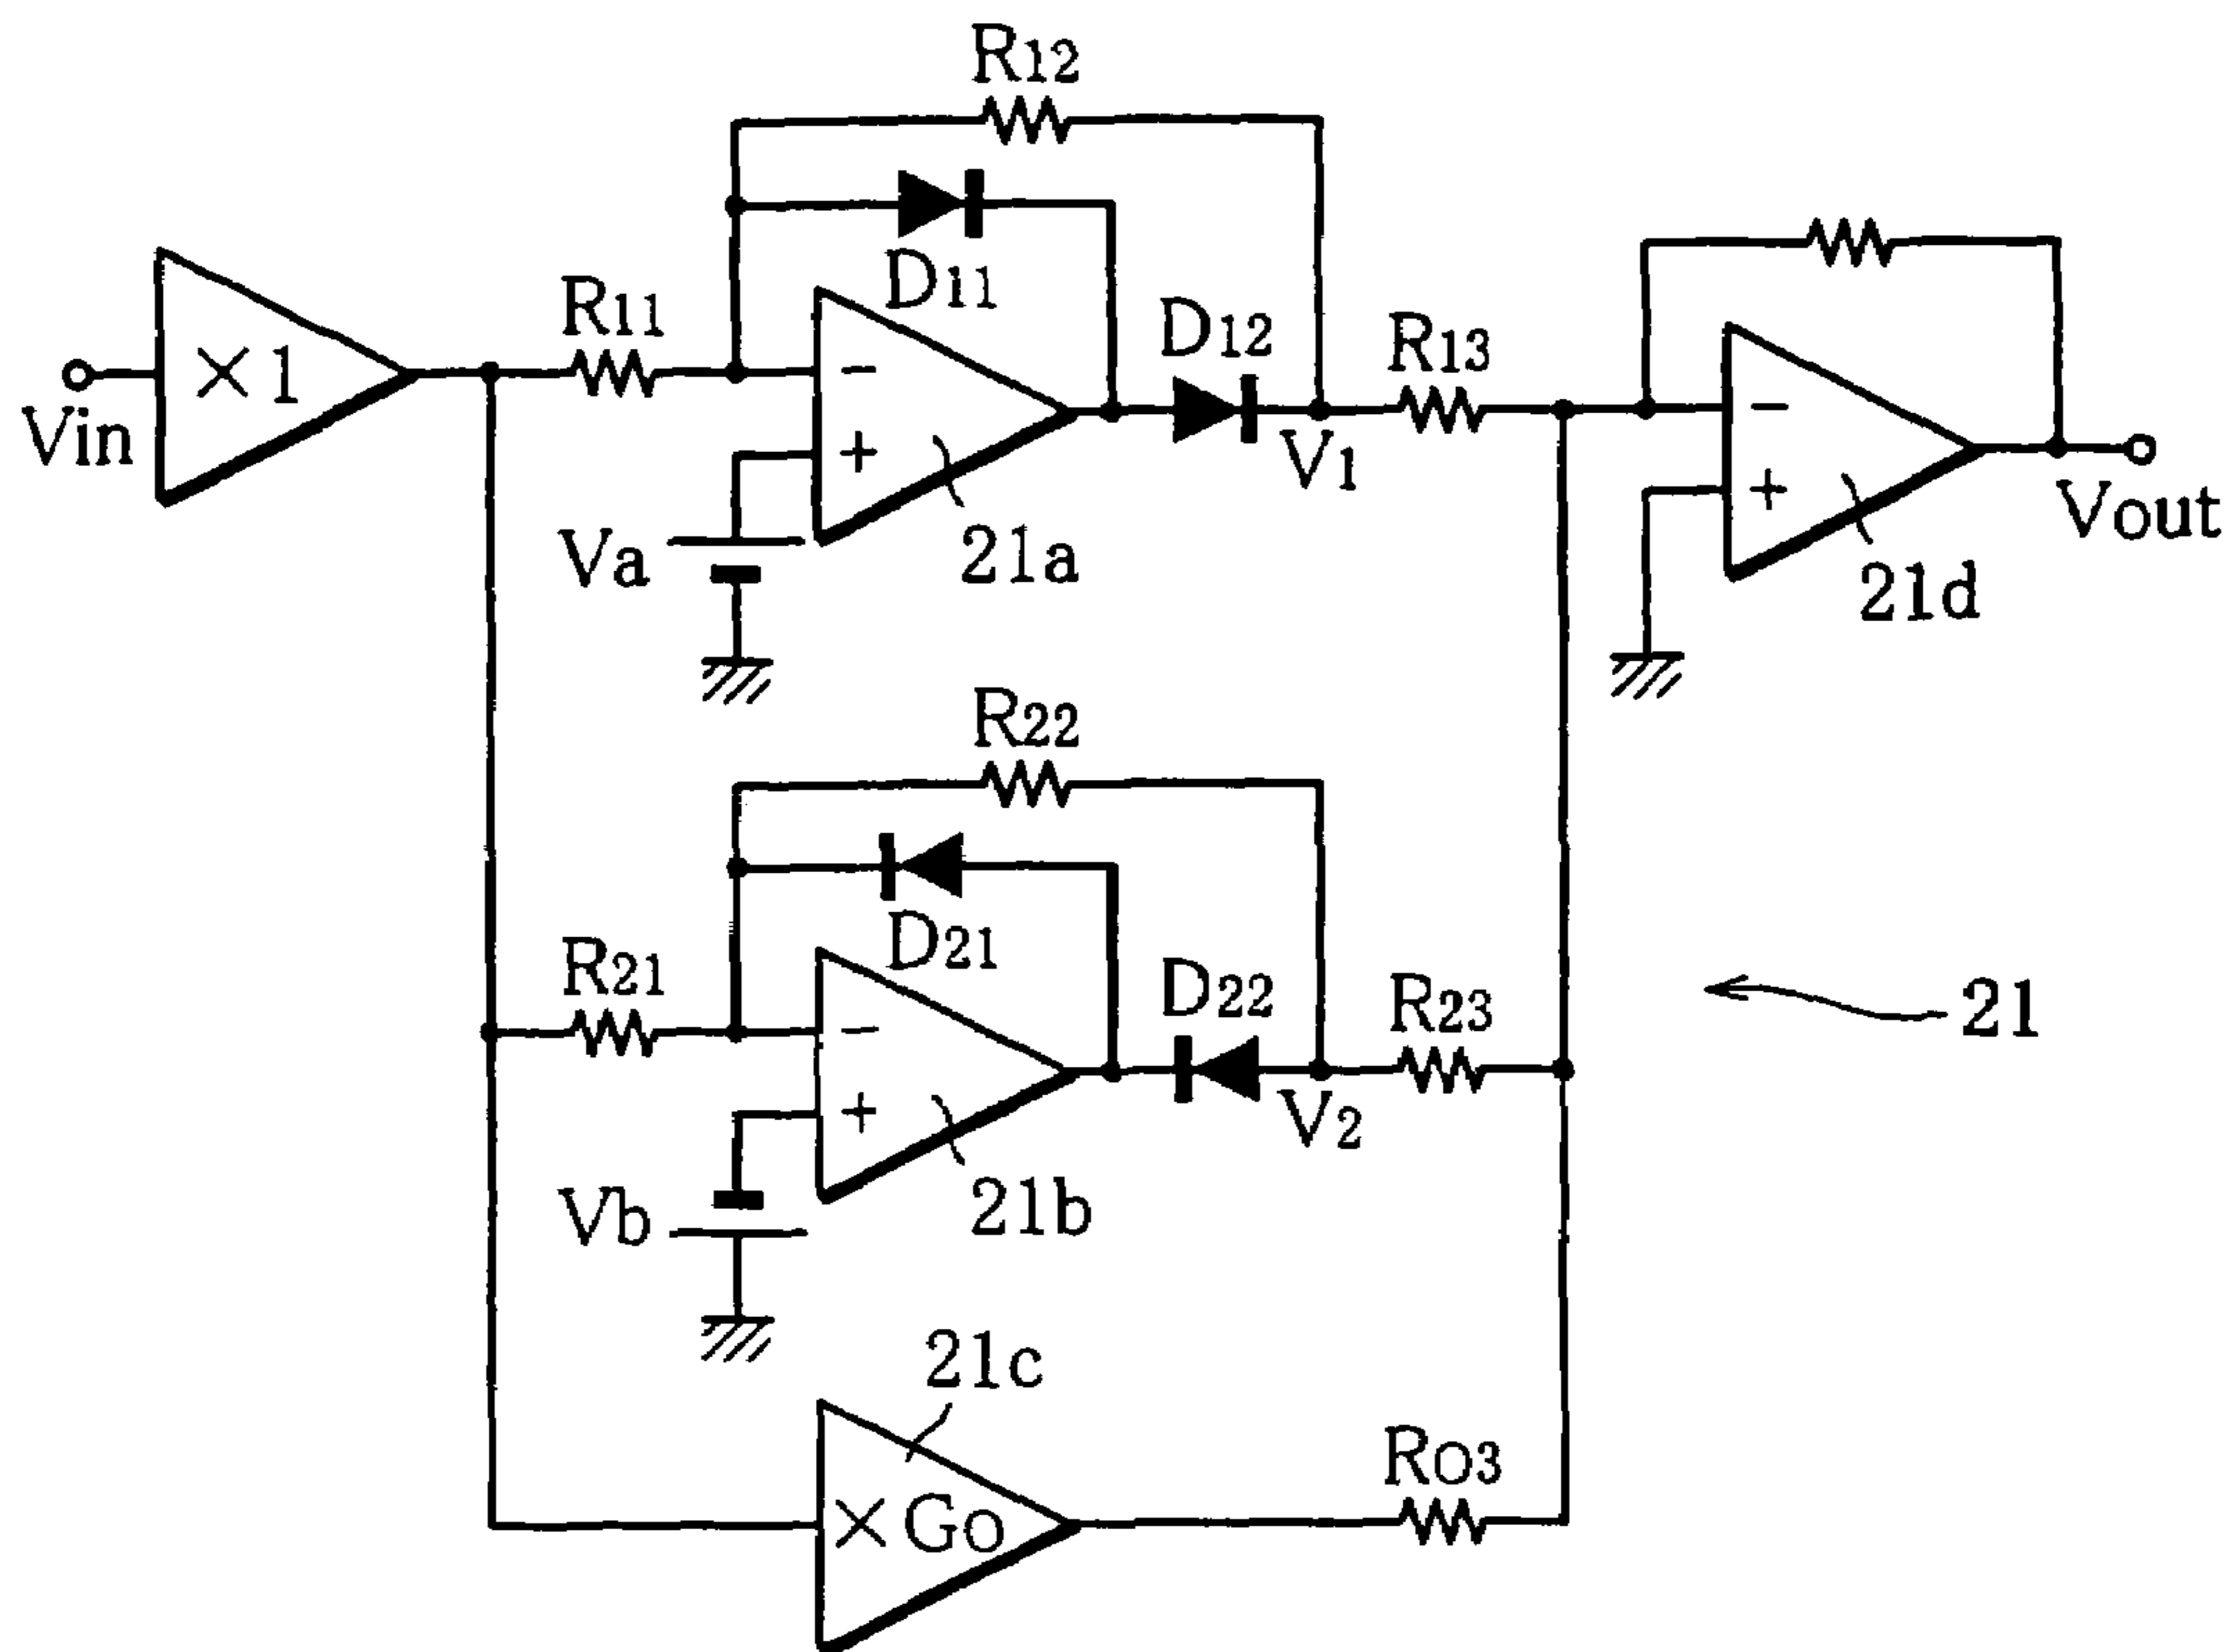 R12
D11
R11
×1
Vin
D12
R13
−
+
V1
Va
21a
−
+
Vout
21d
R22
D21
R21
D22
R23
21
−
+
V2
Vb
21b
21c
×Go
Ro3